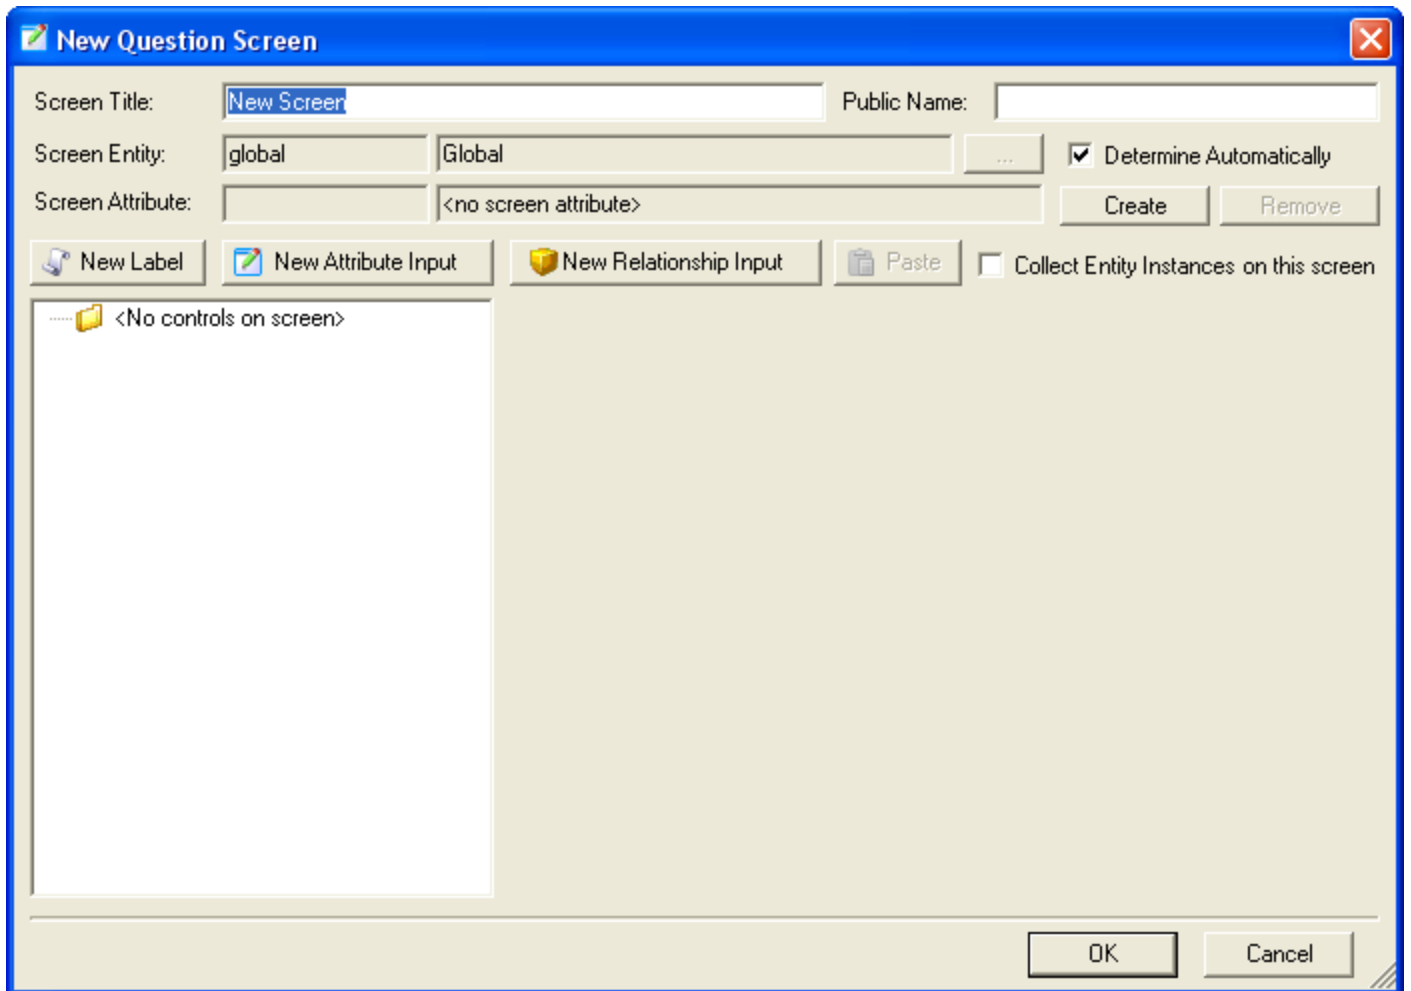 New Question Screen
Screen Title: New Screen Public Name:
Screen Entity: global Global ... Determine Automatically
Screen Attribute: <no screen attribute> Create Remove
New Label New Attribute Input New Relationship Input Paste Collect Entity Instances on this screen
<No controls on screen>
OK Cancel